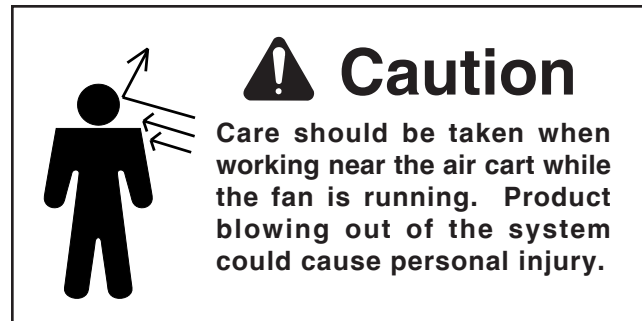 Caution
Care should be taken when
working near the air cart while
the fan is running. Product
blowing out of the system
could cause personal injury.